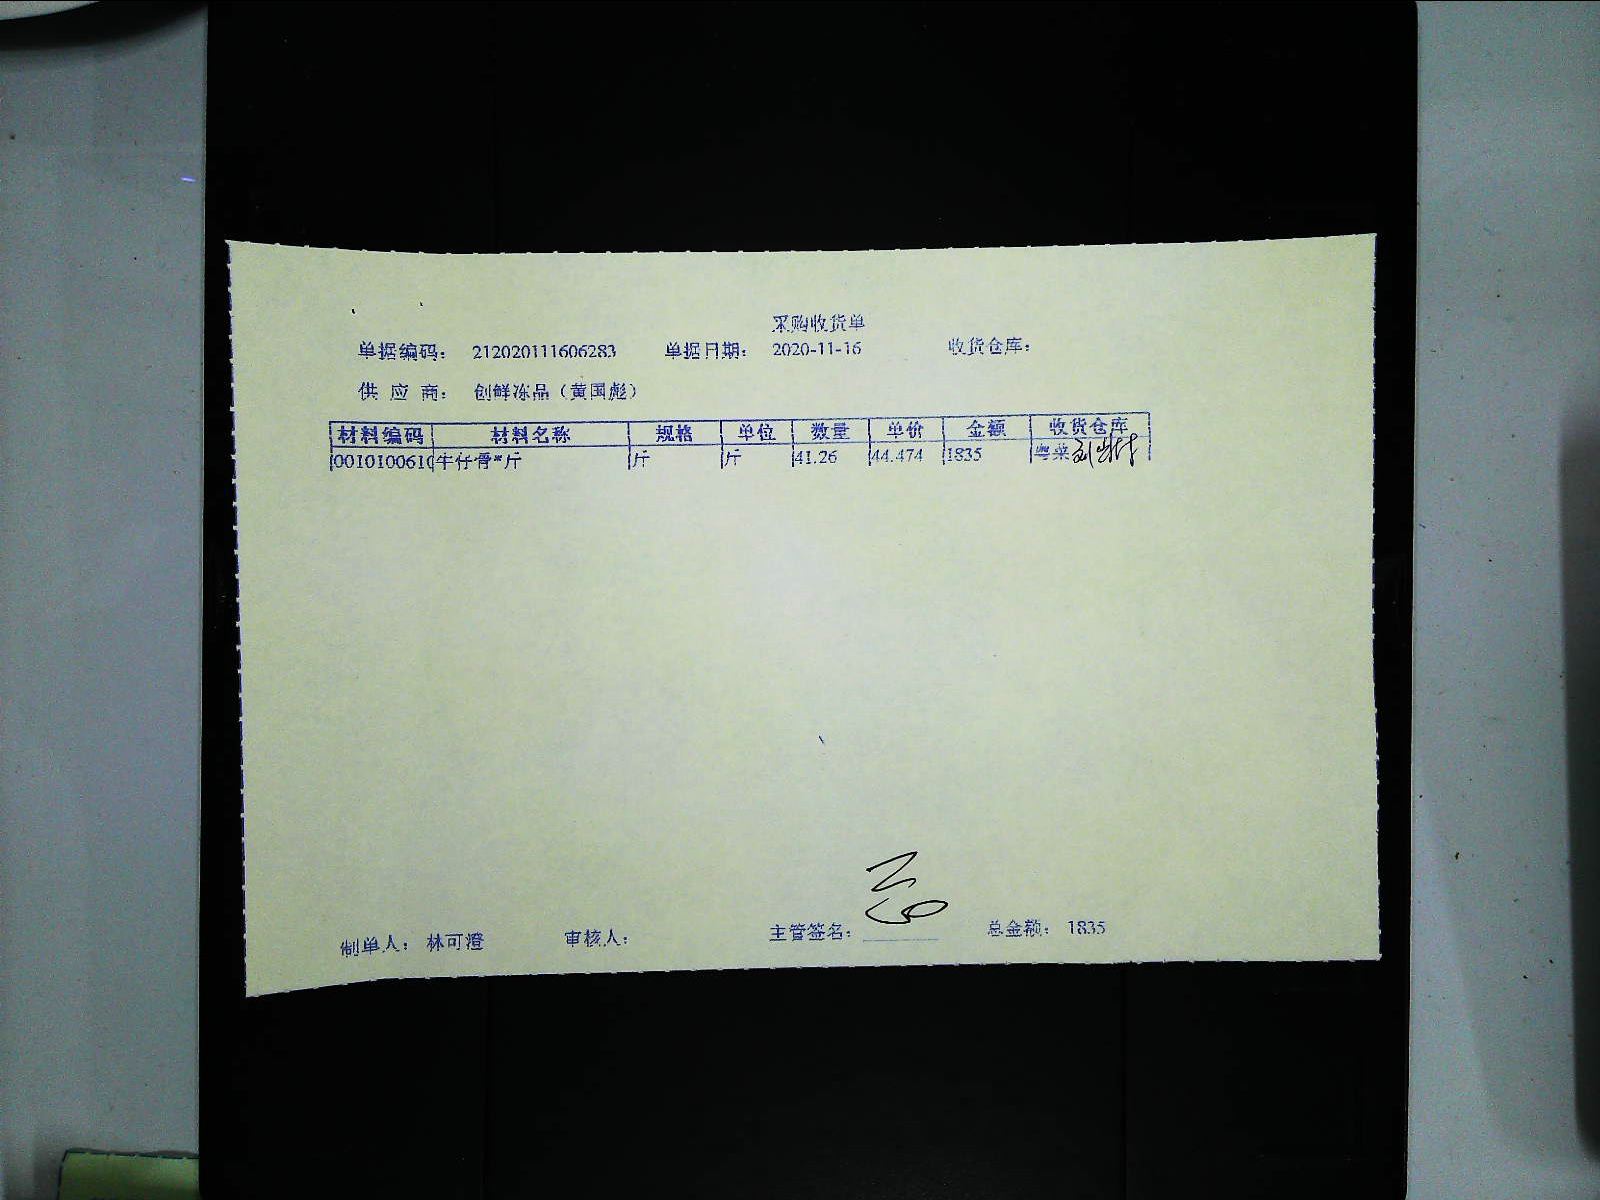 采购收货单
单据编码： 212020111606283 单据日期： 2020-11-16 收货仓库：
供 应 商： 创鲜冻品（黄国彪）
材料编码 材料名称 规格 单位 数量 单价 金额 收货仓库
0010100610 牛仔骨*斤 斤 斤 41.26 44.474 1835 粤菜
制单人： 林可澄 审核人： 主管签名： 总金额： 1835